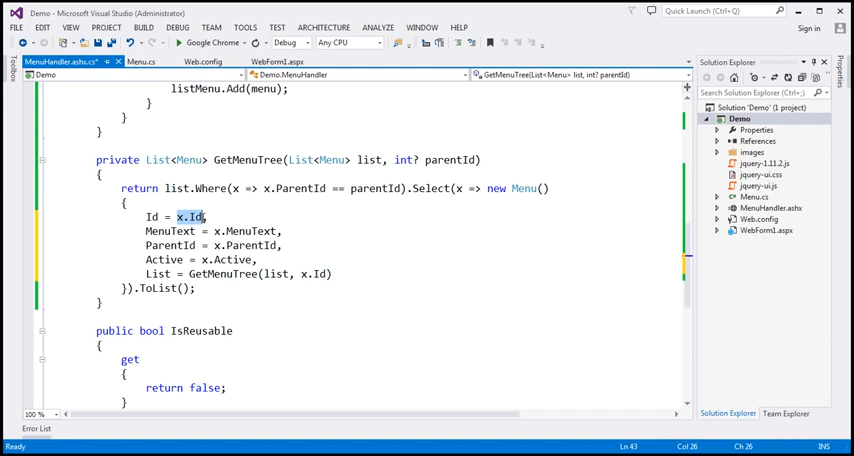 Demo - Microsoft Visual Studio (Administrator)
Quick Launch (Ctrl+Q)
FILE EDIT VIEW PROJECT BUILD DEBUG TEAM TOOLS TEST ARCHITECTURE ANALYZE WINDOW HELP
Sign in
Google Chrome Debug Any CPU
Toolbox
MenuHandler.ashx.cs* Menu.cs Web.config WebForm1.aspx
Demo Demo.MenuHandler GetMenuTree(List<Menu> list, int? parentId)
listMenu.Add(menu);
}
}
}
private List<Menu> GetMenuTree(List<Menu> list, int? parentId)
{
return list.Where(x => x.ParentId == parentId).Select(x => new Menu()
{
Id = x.Id,
MenuText = x.MenuText,
ParentId = x.ParentId,
Active = x.Active,
List = GetMenuTree(list, x.Id)
}).ToList();
}
public bool IsReusable
{
get
{
return false;
}
100 %
Solution Explorer
Search Solution Explorer (Ctrl+;)
Solution 'Demo' (1 project)
Demo
Properties
References
images
jquery-1.11.2.js
jquery-ui.css
jquery-ui.js
Menu.cs
MenuHandler.ashx
Web.config
WebForm1.aspx
Solution Explorer Team Explorer
Properties
Error List
Ready Ln 43 Col 26 Ch 26 INS